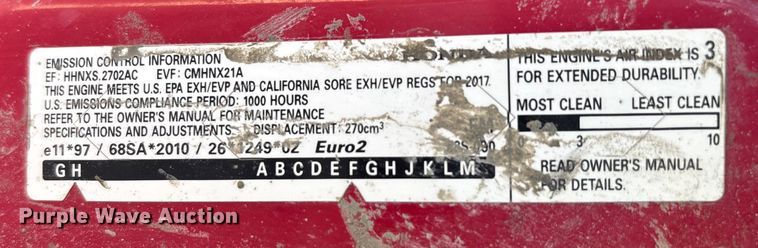 EMISSION CONTROL INFORMATION HONDA
EF: HHNXS.2702AC EVF: CMHNX21A
THIS ENGINE MEETS U.S. EPA EXH/EVP AND CALIFORNIA SORE EXH/EVP REGS FOR 2017.
U.S. EMISSIONS COMPLIANCE PERIOD: 1000 HOURS
REFER TO THE OWNER'S MANUAL FOR MAINTENANCE
SPECIFICATIONS AND ADJUSTMENTS. DISPLACEMENT: 270cm³
e11*97 / 68SA*2010 / 26*1249*02 Euro2
GH ABCDEFGHJKLM
THIS ENGINE'S AIR INDEX IS 3
FOR EXTENDED DURABILITY.
MOST CLEAN LEAST CLEAN
0 3 10
READ OWNER'S MANUAL
FOR DETAILS.
Purple Wave Auction